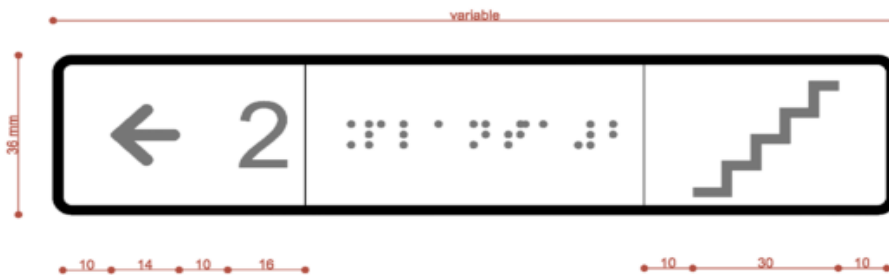 variable
36 mm
← 2 ⠨⠏⠇⠁⠝⠞⠁⠼⠃
10 14 10 16 10 30 10